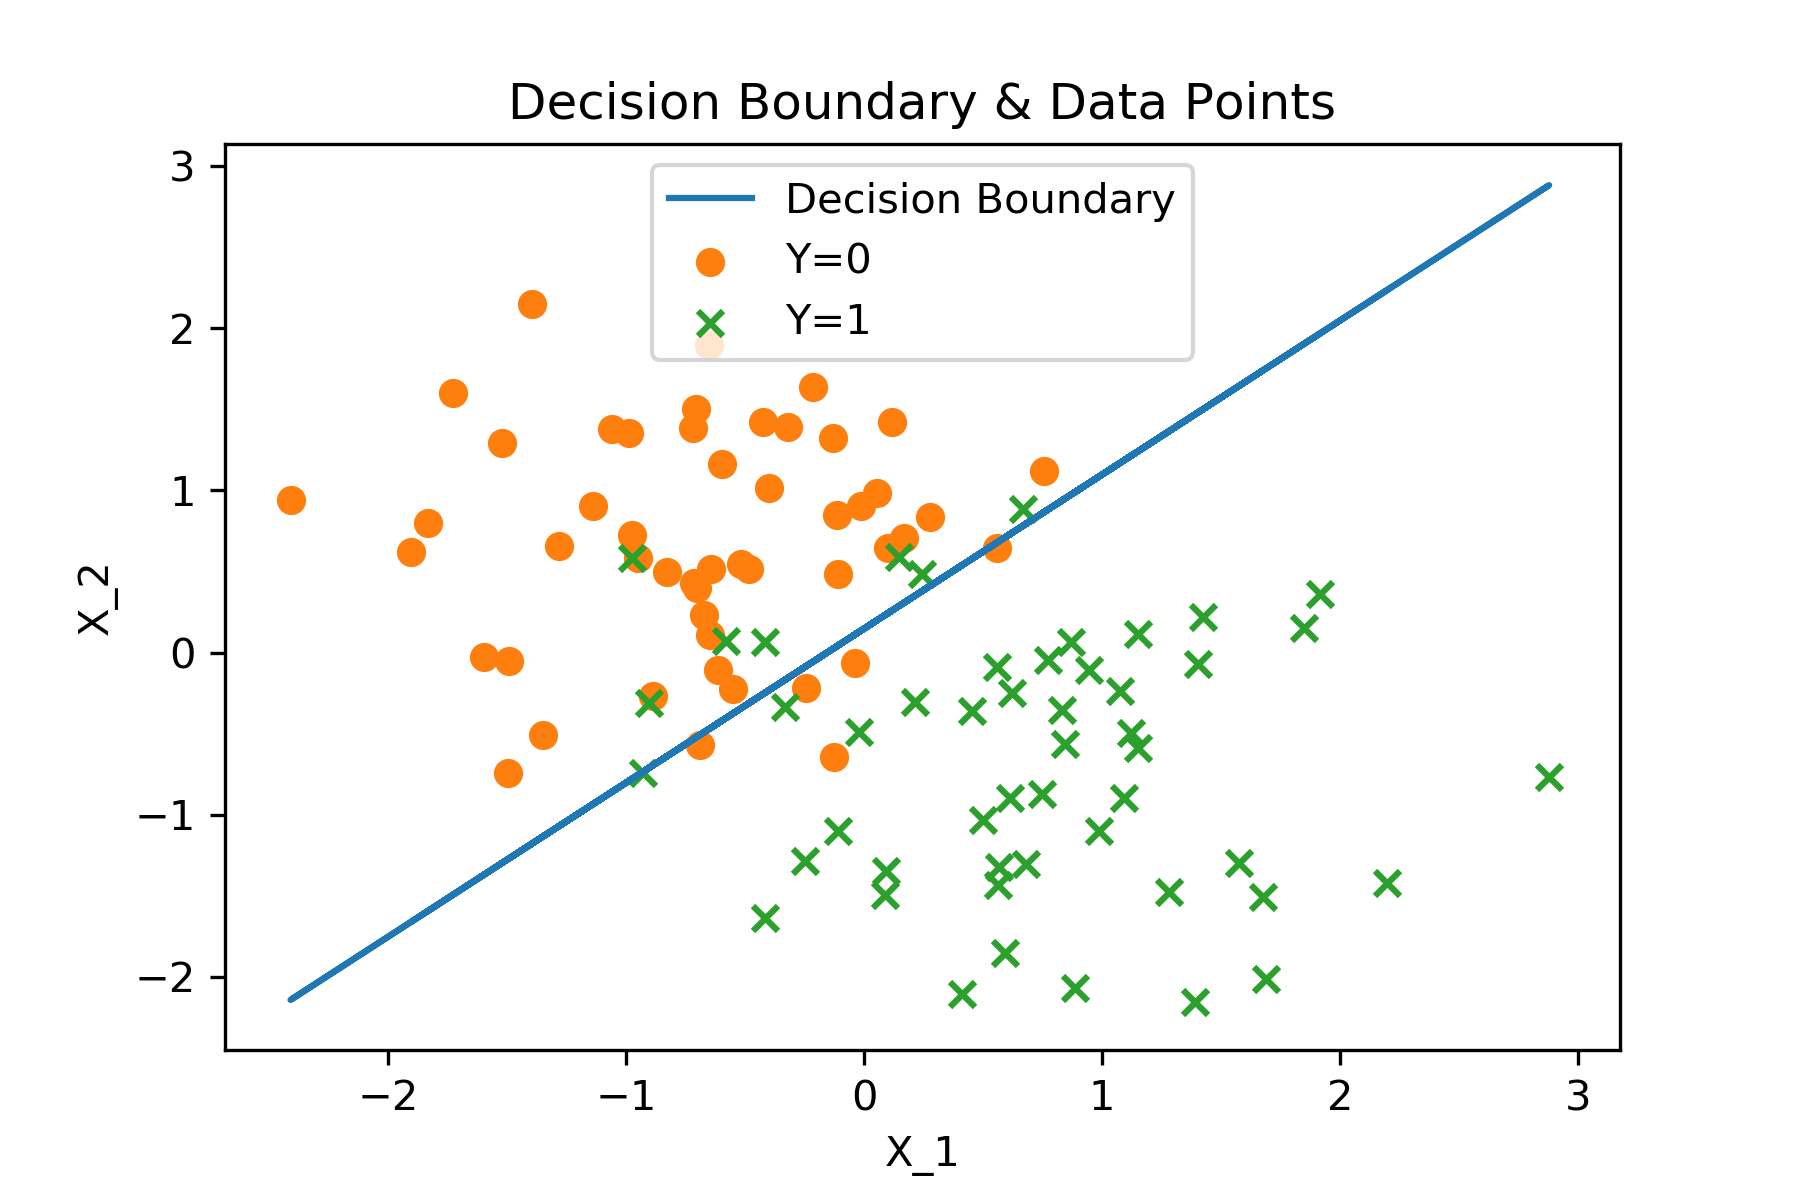 Decision Boundary & Data Points
Decision Boundary
Y=0
Y=1
3
2
1
0
−1
−2
X_2
−2
−1
0
1
2
3
X_1